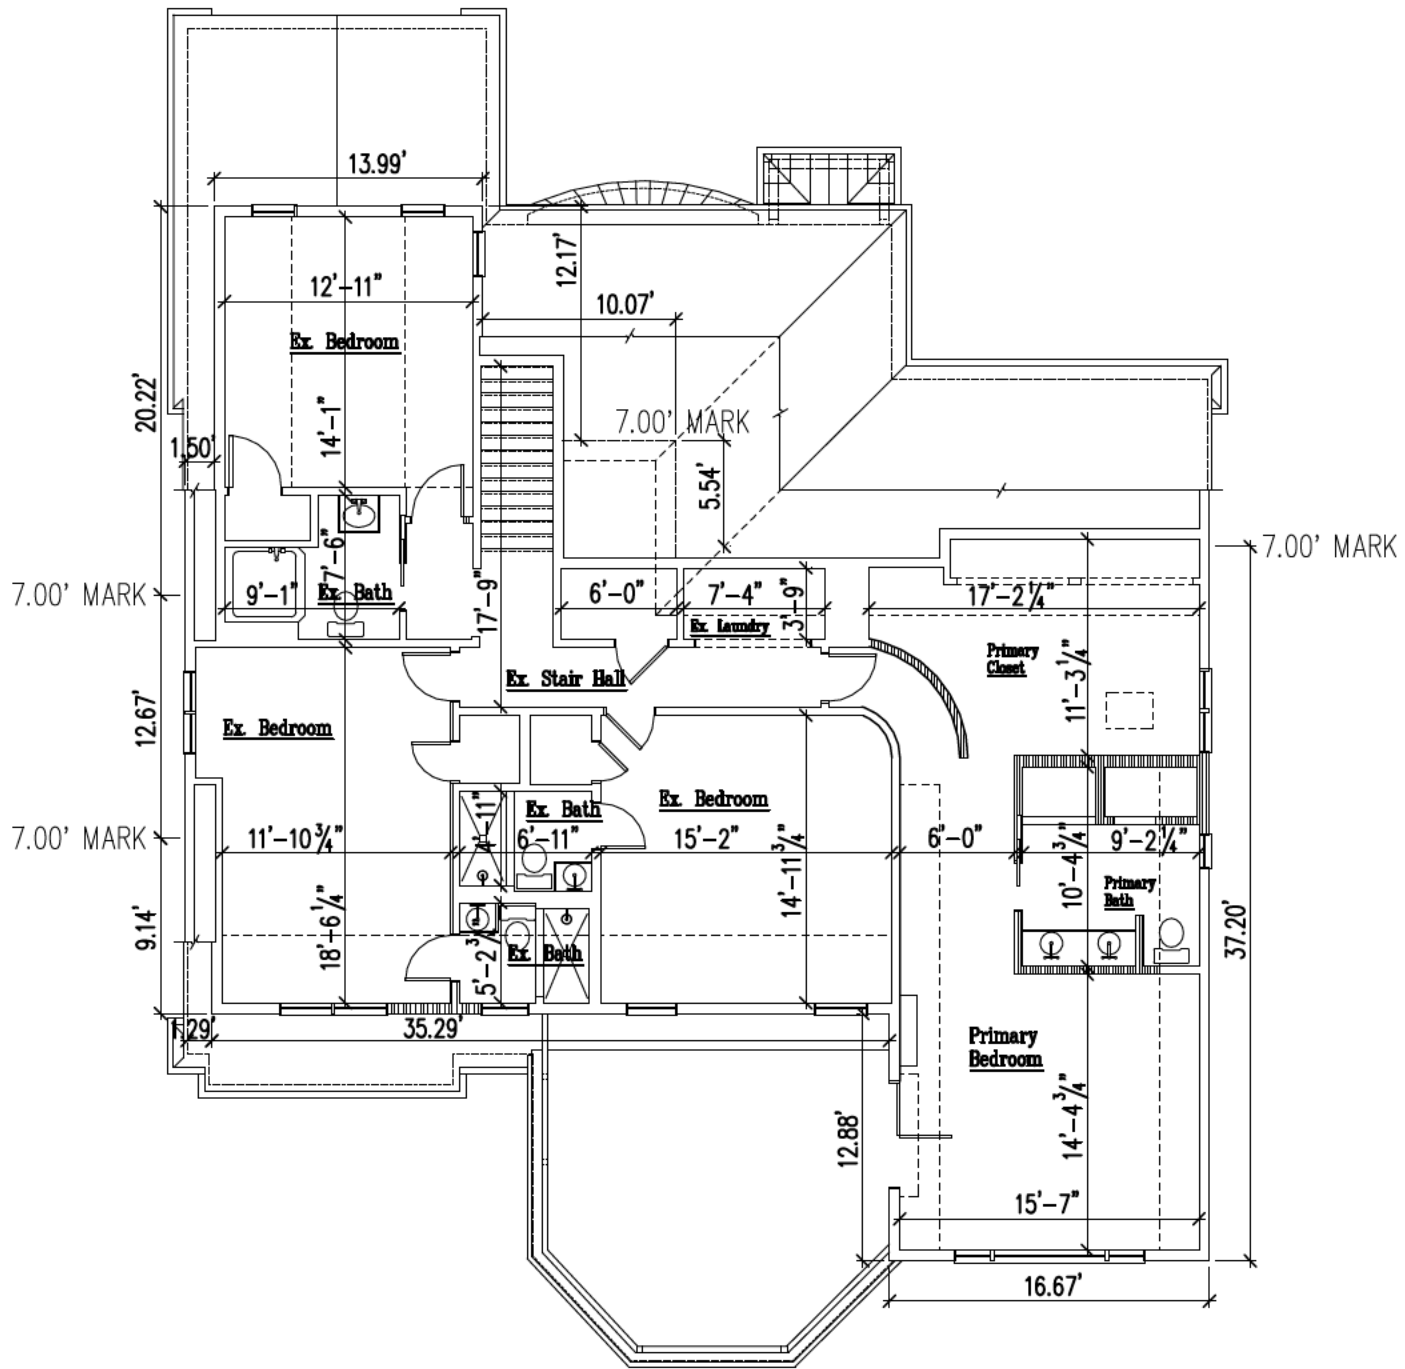 13.99'
12.17'
12'-11"
10.07'
Ex. Bedroom
20.22'
14'-1"
7.00' MARK
1.50'
5.54'
7.00' MARK
7'-6"
7.00' MARK
9'-1"
Ex. Bath
17'-9"
6'-0"
7'-4"
3'-9"
17'-2 1/4"
Ex. Laundry
Primary
Closet
11'-3 1/4"
Ex. Stair Hall
12.67'
Ex. Bedroom
Ex. Bath
Ex. Bedroom
4'-11"
7.00' MARK
11'-10 3/4"
6'-11"
15'-2"
14'-11 3/4"
6'-0"
10'-4 3/4"
9'-2 1/4"
Primary
Bath
9.14'
18'-6 1/4"
5'-2 3/4"
Ex. Bath
37.20'
1.29'
35.29'
Primary
Bedroom
12.88'
14'-4 3/4"
15'-7"
16.67'